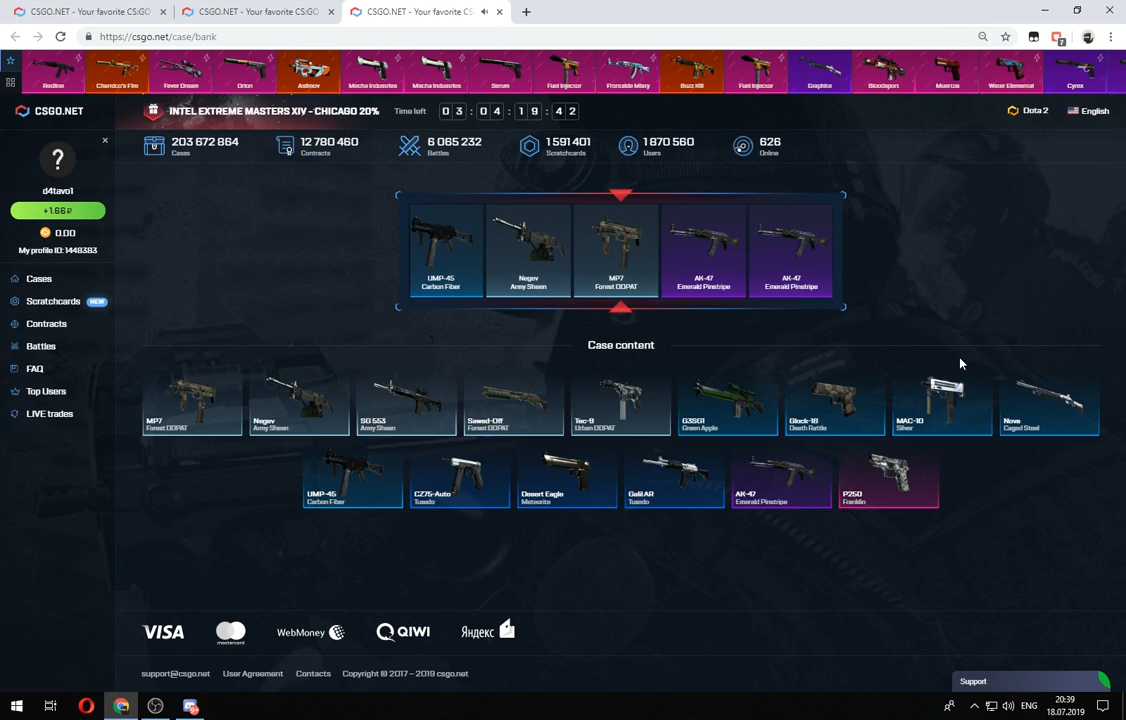 CSGO.NET - Your favorite CS:GO
CSGO.NET - Your favorite CS:GO
CSGO.NET - Your favorite CS
https://csgo.net/case/bank
7
Redline
Chantico's Fire
Fever Dream
Orion
Asiimov
Mecha Industries
Mecha Industries
Serum
Fuel Injector
Frontside Misty
Buzz Kill
Fuel Injector
Graphite
Bloodsport
Muertos
Water Elemental
Cyrex
CSGO.NET
INTEL EXTREME MASTERS XIV - CHICAGO 20%
Time left
03:04:19:42
Dota 2
English
203 672 864
Cases
12 780 460
Contracts
6 065 232
Battles
1 591 401
Scratchcards
1 870 560
Users
626
Online
?
d4tavo1
+1.66₽
0.00
My profile ID: 1448383
Cases
Scratchcards NEW
Contracts
Battles
FAQ
Top Users
LIVE trades
UMP-45
Carbon Fiber
Negev
Army Sheen
MP7
Forest DDPAT
AK-47
Emerald Pinstripe
AK-47
Emerald Pinstripe
Case content
MP7
Forest DDPAT
Negev
Army Sheen
SG 553
Army Sheen
Sawed-Off
Forest DDPAT
Tec-9
Urban DDPAT
G3SG1
Green Apple
Glock-18
Death Rattle
MAC-10
Silver
Nova
Caged Steel
UMP-45
Carbon Fiber
CZ75-Auto
Tuxedo
Desert Eagle
Meteorite
Galil AR
Tuxedo
AK-47
Emerald Pinstripe
P250
Franklin
VISA
mastercard
WebMoney
QIWI
Яндекс
support@csgo.net
User Agreement
Contacts
Copyright © 2017 – 2019 csgo.net
Support
ENG
20:39
18.07.2019